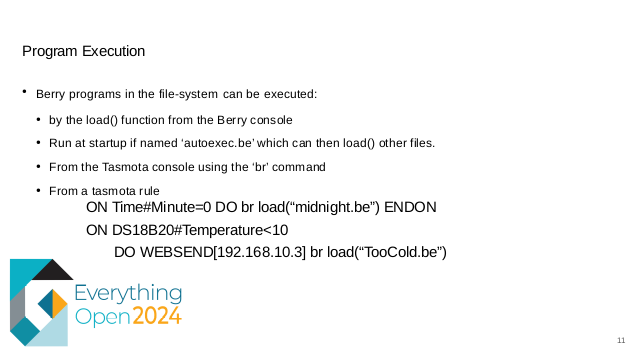 Program Execution
• Berry programs in the file-system can be executed:
• by the load() function from the Berry console
• Run at startup if named ‘autoexec.be’ which can then load() other files.
• From the Tasmota console using the ‘br’ command
• From a tasmota rule
ON Time#Minute=0 DO br load(“midnight.be”) ENDON
ON DS18B20#Temperature<10
DO WEBSEND[192.168.10.3] br load(“TooCold.be”)
Everything
Open2024
11